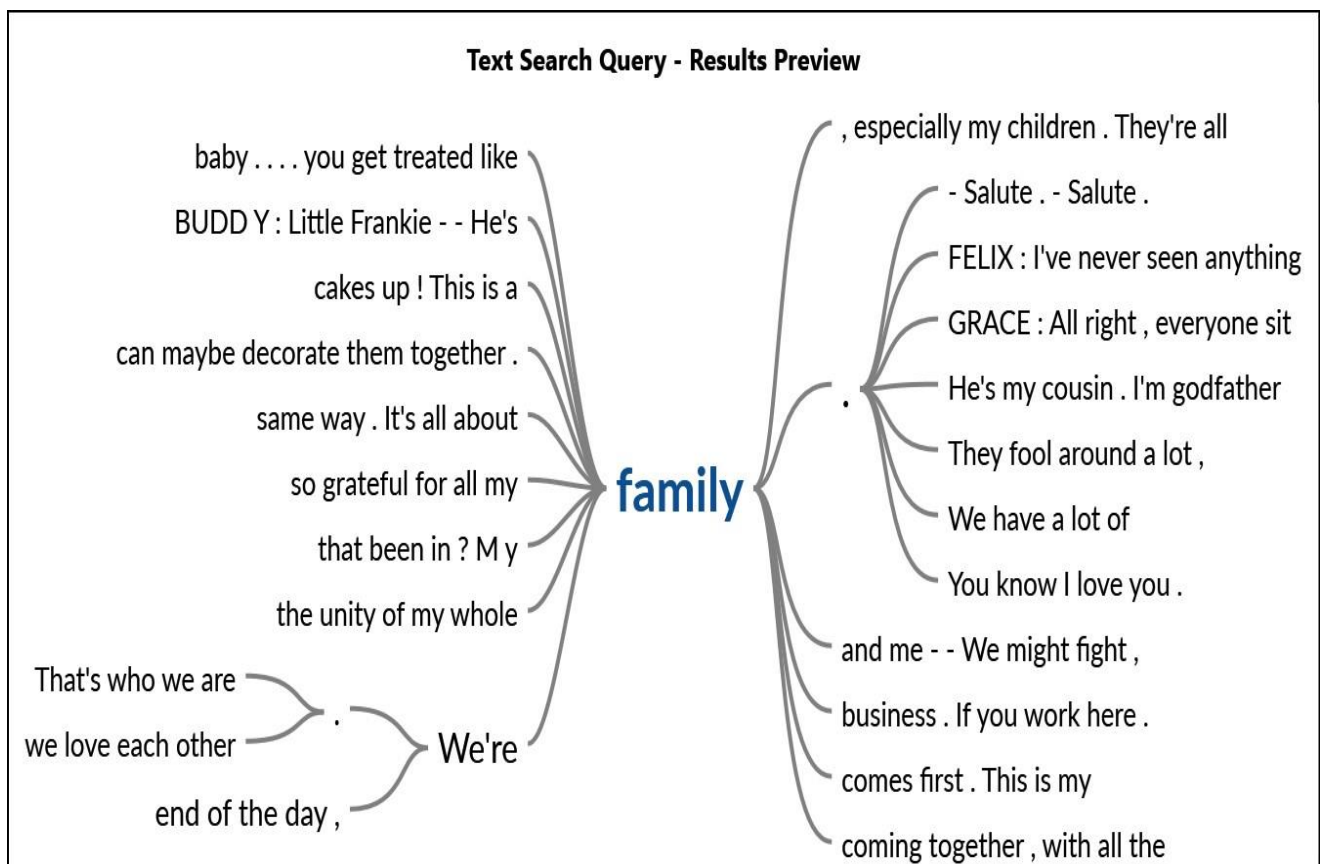 Text Search Query - Results Preview
baby . . . . you get treated like
BUDD Y : Little Frankie - - He's
cakes up ! This is a
can maybe decorate them together .
same way . It's all about
so grateful for all my
that been in ? M y
the unity of my whole
That's who we are
we love each other
.
end of the day ,
We're
family
, especially my children . They're all
.
- Salute . - Salute .
FELIX : I've never seen anything
GRACE : All right , everyone sit
He's my cousin . I'm godfather
They fool around a lot ,
We have a lot of
You know I love you .
and me - - We might fight ,
business . If you work here .
comes first . This is my
coming together , with all the